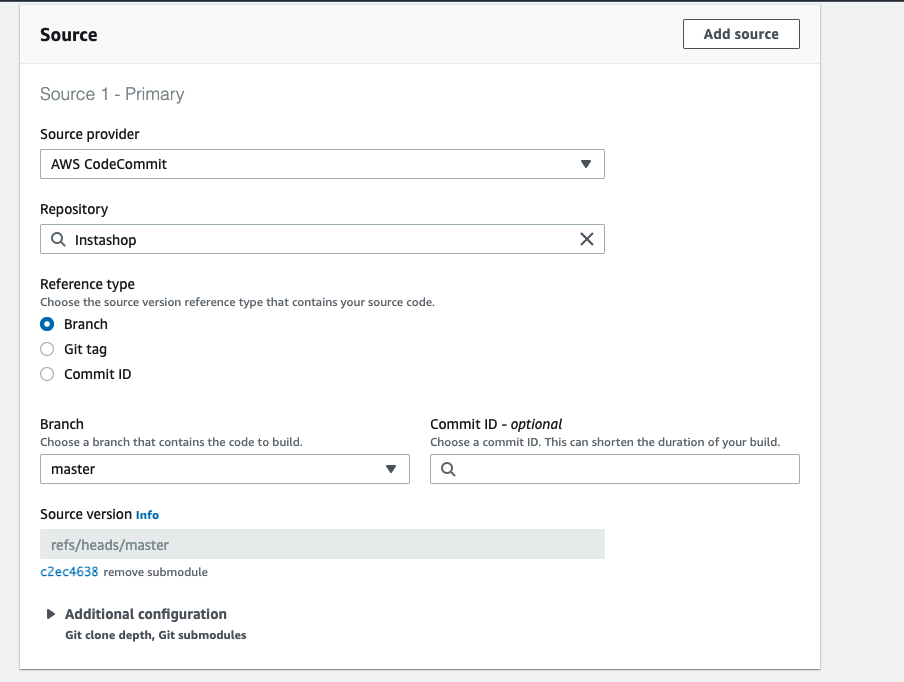 Source
Add source
Source 1 - Primary
Source provider
AWS CodeCommit
Repository
Instashop
Reference type
Choose the source version reference type that contains your source code.
Branch
Git tag
Commit ID
Branch
Choose a branch that contains the code to build.
master
Commit ID - optional
Choose a commit ID. This can shorten the duration of your build.
Source version Info
refs/heads/master
c2ec4638 remove submodule
Additional configuration
Git clone depth, Git submodules